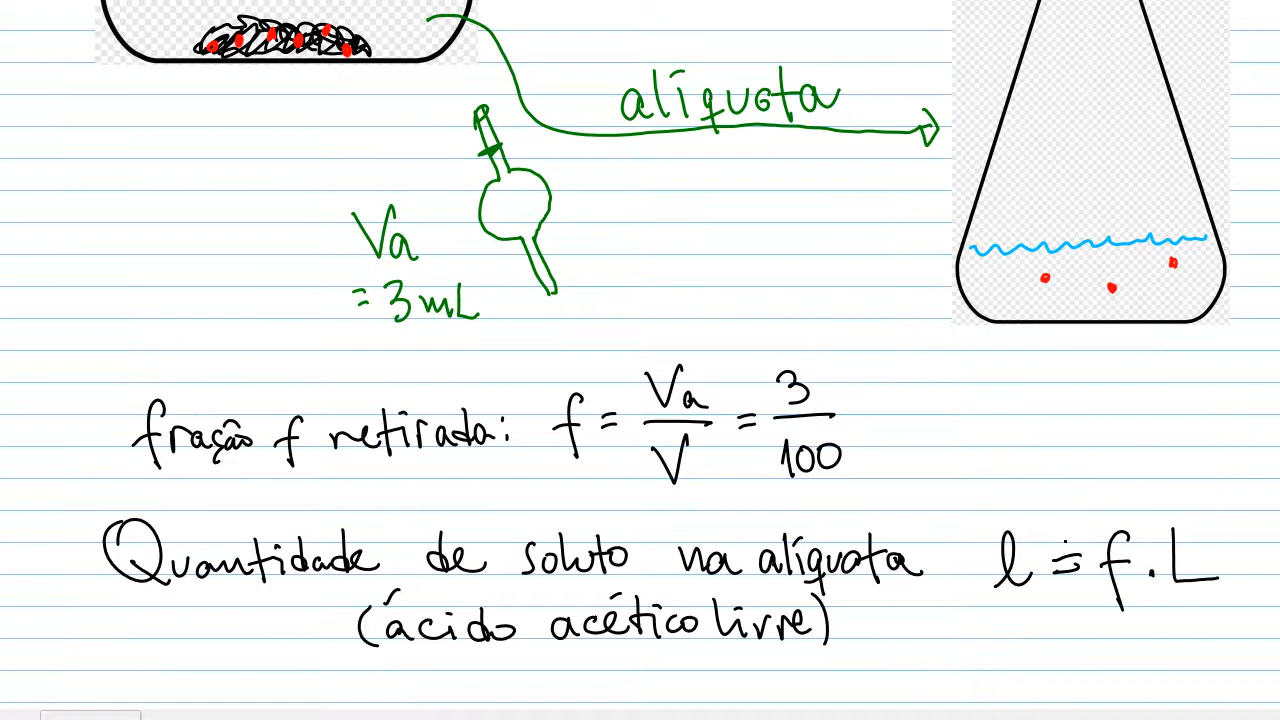 alíquota
Va
= 3 mL
fração f retirada: f = Va / V = 3 / 100
Quantidade de soluto na alíquota l = f . L
(ácido acético livre)